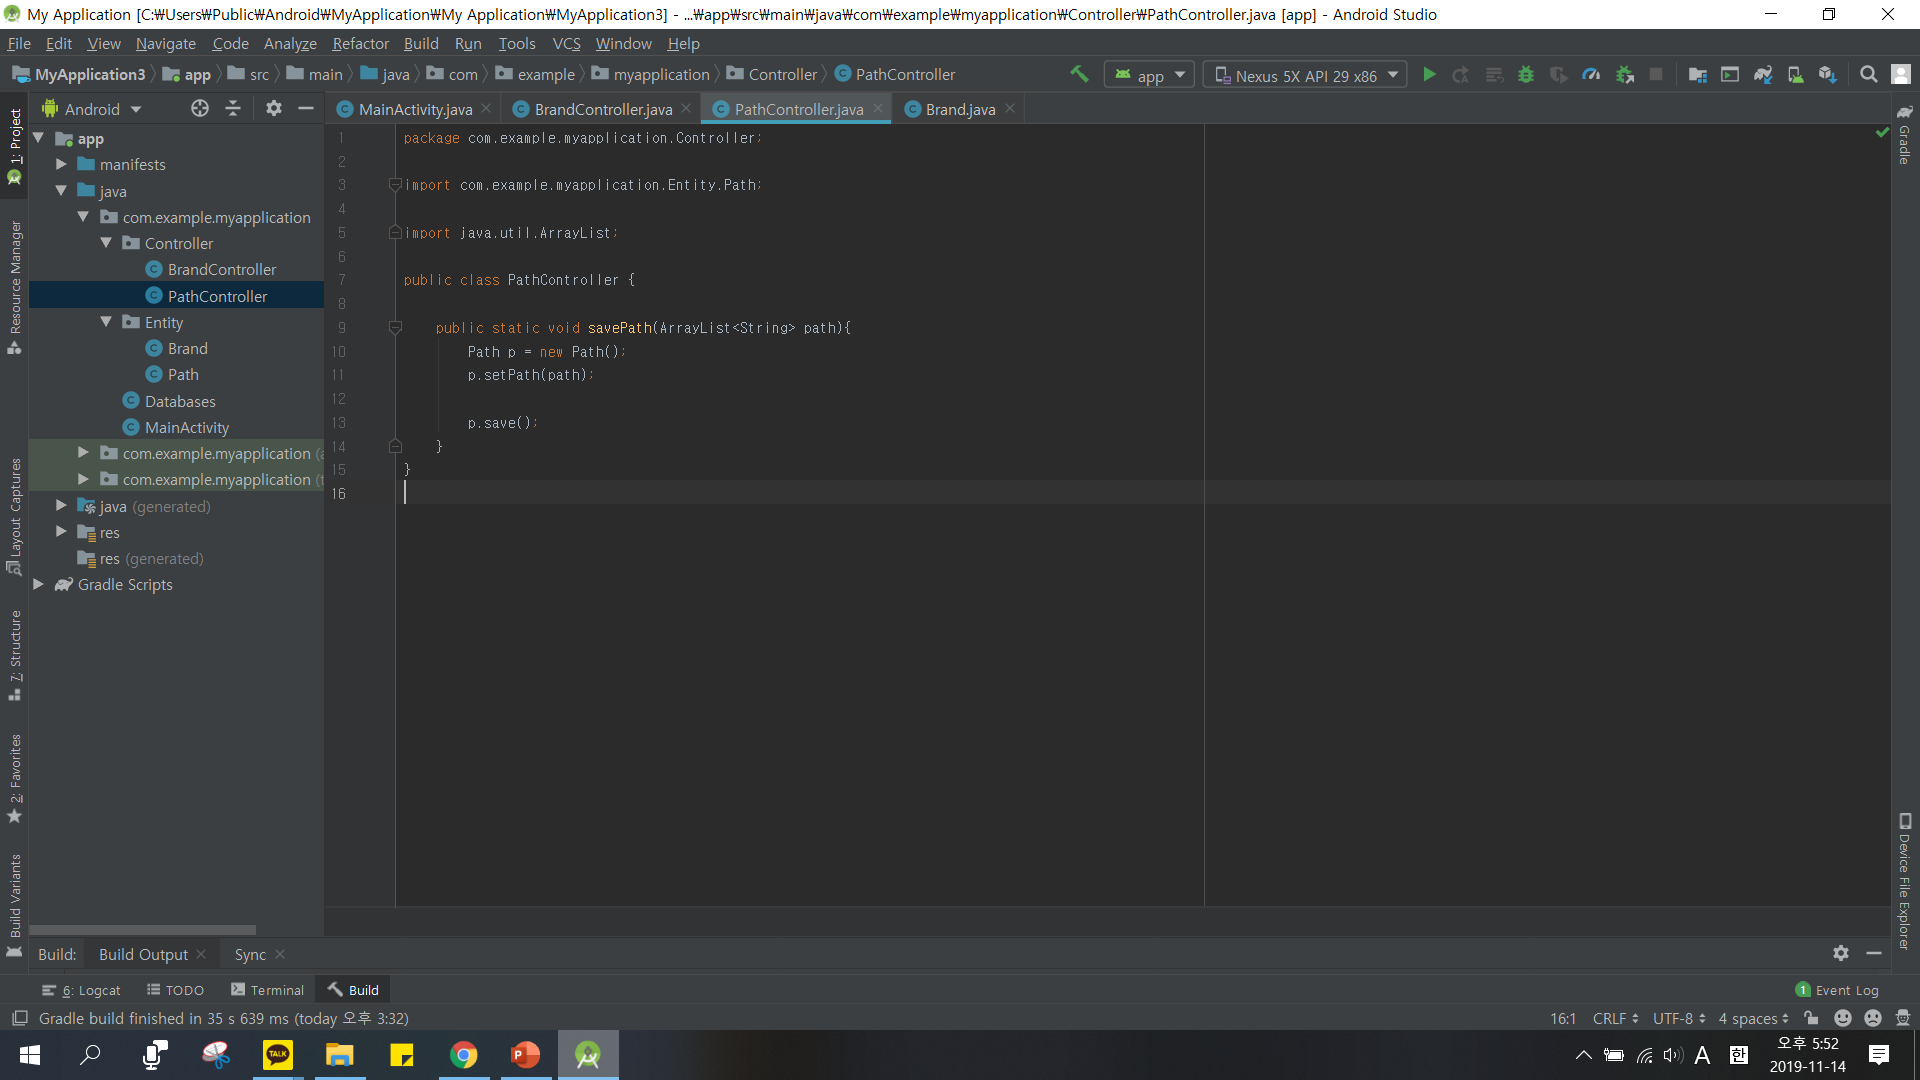 My Application [C:₩Users₩Public₩Android₩MyApplication₩My Application₩MyApplication3] - ...₩app₩src₩main₩java₩com₩example₩myapplication₩Controller₩PathController.java [app] - Android Studio
File Edit View Navigate Code Analyze Refactor Build Run Tools VCS Window Help
MyApplication3 app src main java com example myapplication Controller PathController app Nexus 5X API 29 x86
Android
MainActivity.java BrandController.java PathController.java Brand.java
1: Project
Resource Manager
Layout Captures
7: Structure
2: Favorites
Build Variants
app
manifests
java
com.example.myapplication
Controller
BrandController
PathController
Entity
Brand
Path
Databases
MainActivity
com.example.myapplication (a
com.example.myapplication (t
java (generated)
res
res (generated)
Gradle Scripts
1 package com.example.myapplication.Controller;
2
3 import com.example.myapplication.Entity.Path;
4
5 import java.util.ArrayList;
6
7 public class PathController {
8
9 public static void savePath(ArrayList<String> path){
10 Path p = new Path();
11 p.setPath(path);
12
13 p.save();
14 }
15 }
16
Gradle
Device File Explorer
Build: Build Output Sync
6: Logcat TODO Terminal Build 1 Event Log
Gradle build finished in 35 s 639 ms (today 오후 3:32) 16:1 CRLF UTF-8 4 spaces
TALK P A 한 오후 5:52
2019-11-14